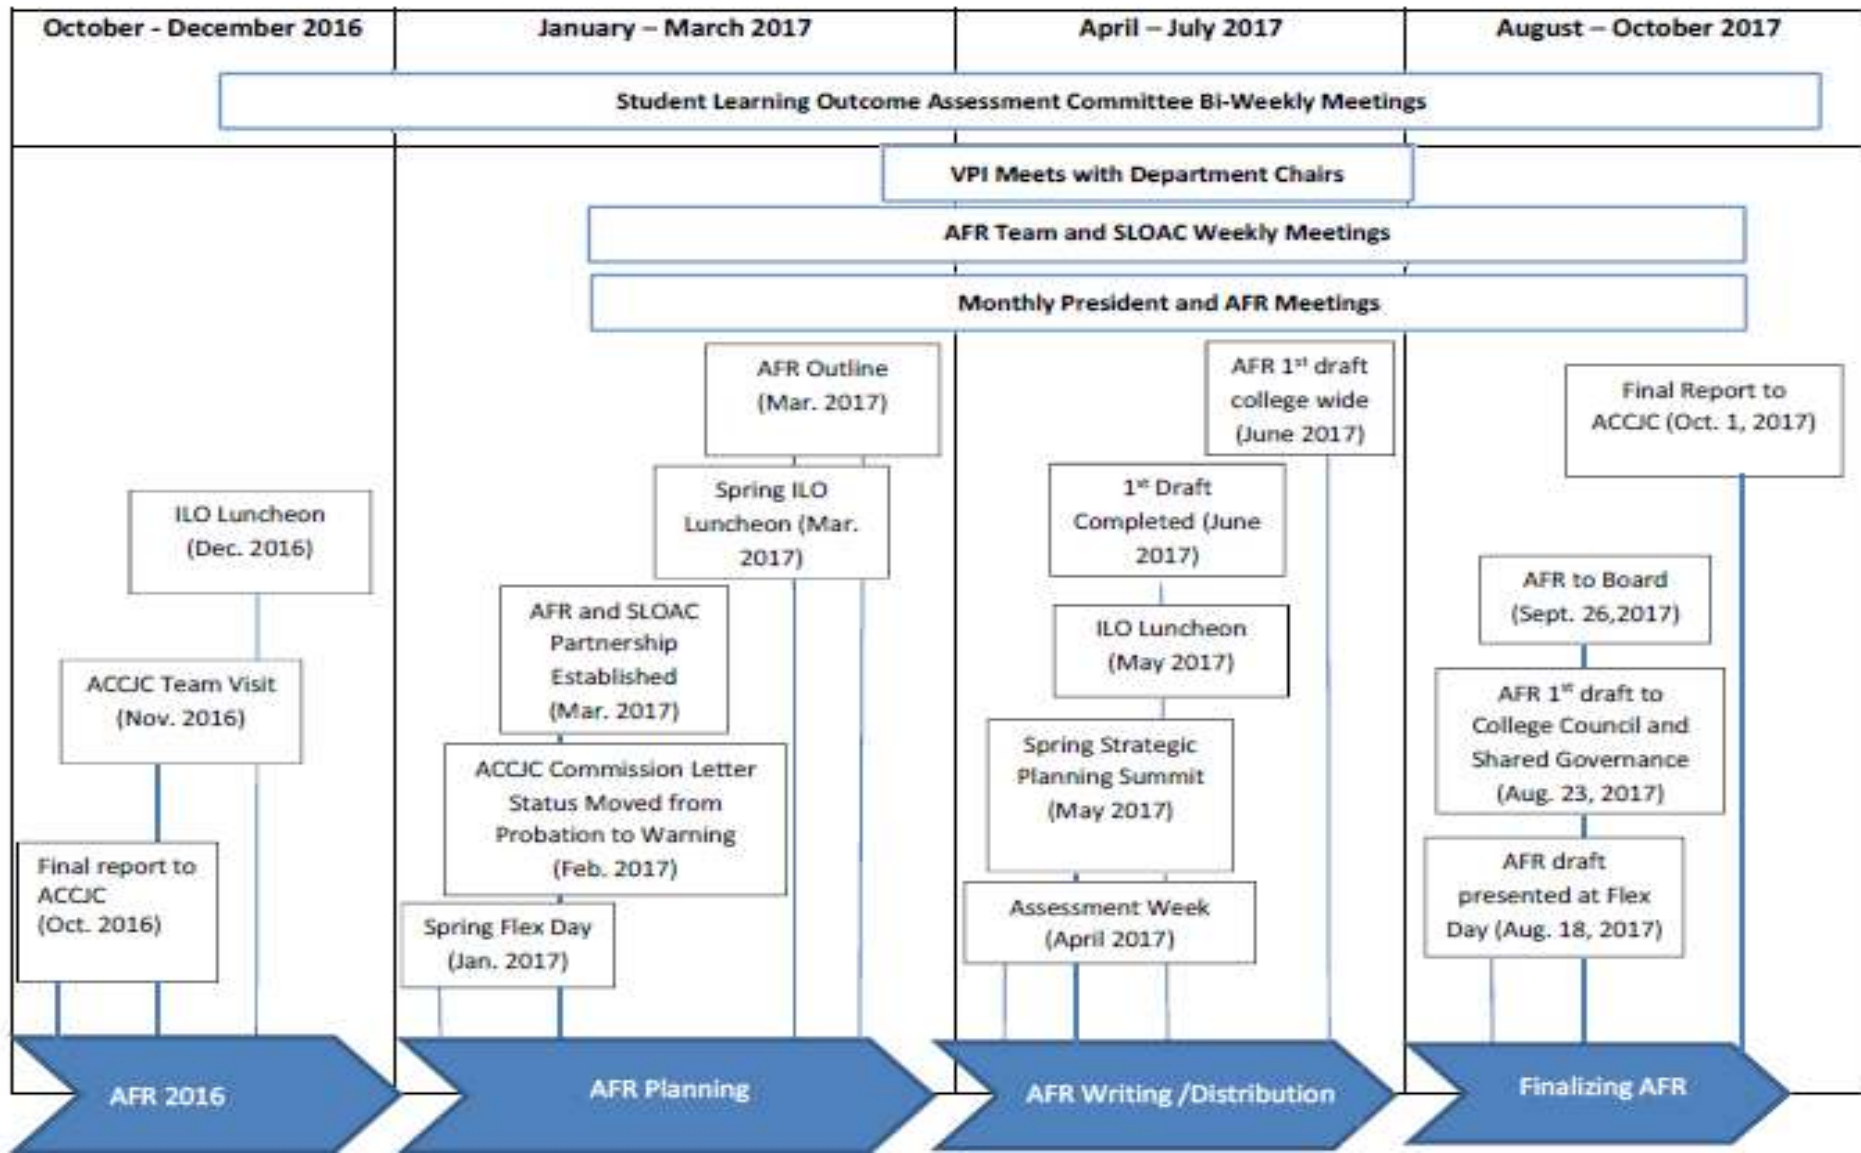 October - December 2016
January – March 2017
April – July 2017
August – October 2017
Student Learning Outcome Assessment Committee Bi-Weekly Meetings
VPI Meets with Department Chairs
AFR Team and SLOAC Weekly Meetings
Monthly President and AFR Meetings
ILO Luncheon
(Dec. 2016)
ACCJC Team Visit
(Nov. 2016)
Final report to
ACCJC
(Oct. 2016)
AFR Outline
(Mar. 2017)
Spring ILO
Luncheon (Mar.
2017)
AFR and SLOAC
Partnership
Established
(Mar. 2017)
ACCJC Commission Letter
Status Moved from
Probation to Warning
(Feb. 2017)
Spring Flex Day
(Jan. 2017)
AFR 1st draft
college wide
(June 2017)
1st Draft
Completed (June
2017)
ILO Luncheon
(May 2017)
Spring Strategic
Planning Summit
(May 2017)
Assessment Week
(April 2017)
Final Report to
ACCJC (Oct. 1, 2017)
AFR to Board
(Sept. 26,2017)
AFR 1st draft to
College Council and
Shared Governance
(Aug. 23, 2017)
AFR draft
presented at Flex
Day (Aug. 18, 2017)
AFR 2016
AFR Planning
AFR Writing /Distribution
Finalizing AFR